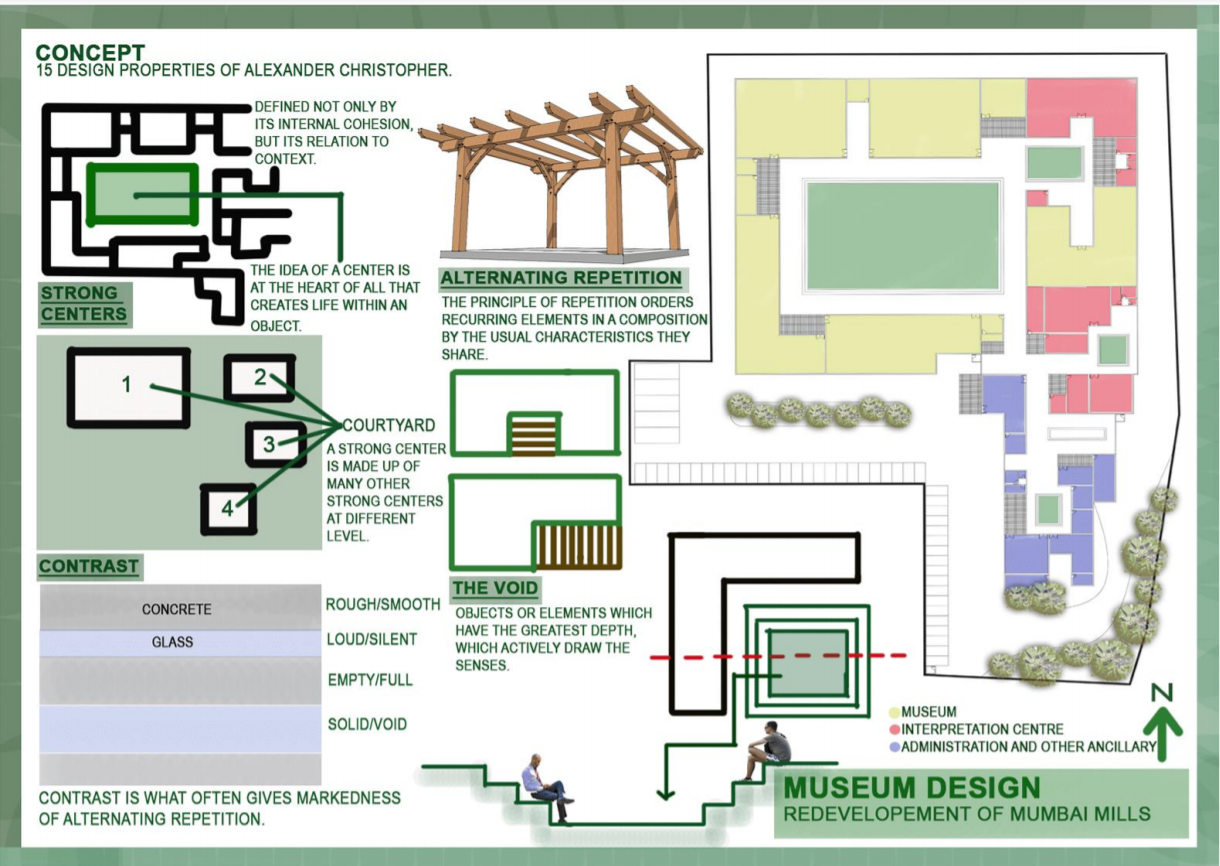 CONCEPT
15 DESIGN PROPERTIES OF ALEXANDER CHRISTOPHER.
DEFINED NOT ONLY BY
ITS INTERNAL COHESION,
BUT ITS RELATION TO
CONTEXT.
THE IDEA OF A CENTER IS
AT THE HEART OF ALL THAT
CREATES LIFE WITHIN AN
OBJECT.
STRONG
CENTERS
1
2
3
4
COURTYARD
A STRONG CENTER
IS MADE UP OF
MANY OTHER
STRONG CENTERS
AT DIFFERENT
LEVEL.
CONTRAST
CONCRETE
GLASS
ROUGH/SMOOTH
LOUD/SILENT
EMPTY/FULL
SOLID/VOID
CONTRAST IS WHAT OFTEN GIVES MARKEDNESS
OF ALTERNATING REPETITION.
ALTERNATING REPETITION
THE PRINCIPLE OF REPETITION ORDERS
RECURRING ELEMENTS IN A COMPOSITION
BY THE USUAL CHARACTERISTICS THEY
SHARE.
THE VOID
OBJECTS OR ELEMENTS WHICH
HAVE THE GREATEST DEPTH,
WHICH ACTIVELY DRAW THE
SENSES.
MUSEUM
INTERPRETATION CENTRE
ADMINISTRATION AND OTHER ANCILLARY
N
MUSEUM DESIGN
REDEVELOPEMENT OF MUMBAI MILLS